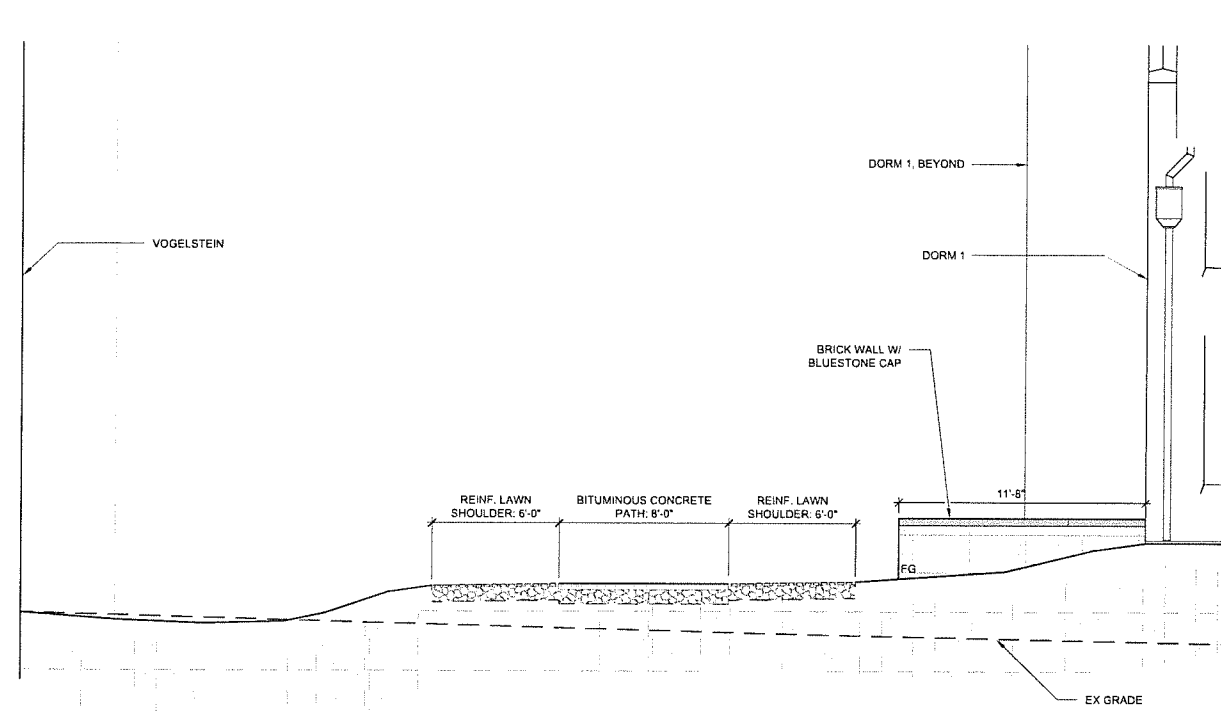 DORM 1, BEYOND
VOGELSTEIN
DORM 1
BRICK WALL W/
BLUESTONE CAP
REINF. LAWN
SHOULDER: 6'-0"
BITUMINOUS CONCRETE
PATH: 8'-0"
REINF. LAWN
SHOULDER: 6'-0"
11'-8"
FG
EX GRADE